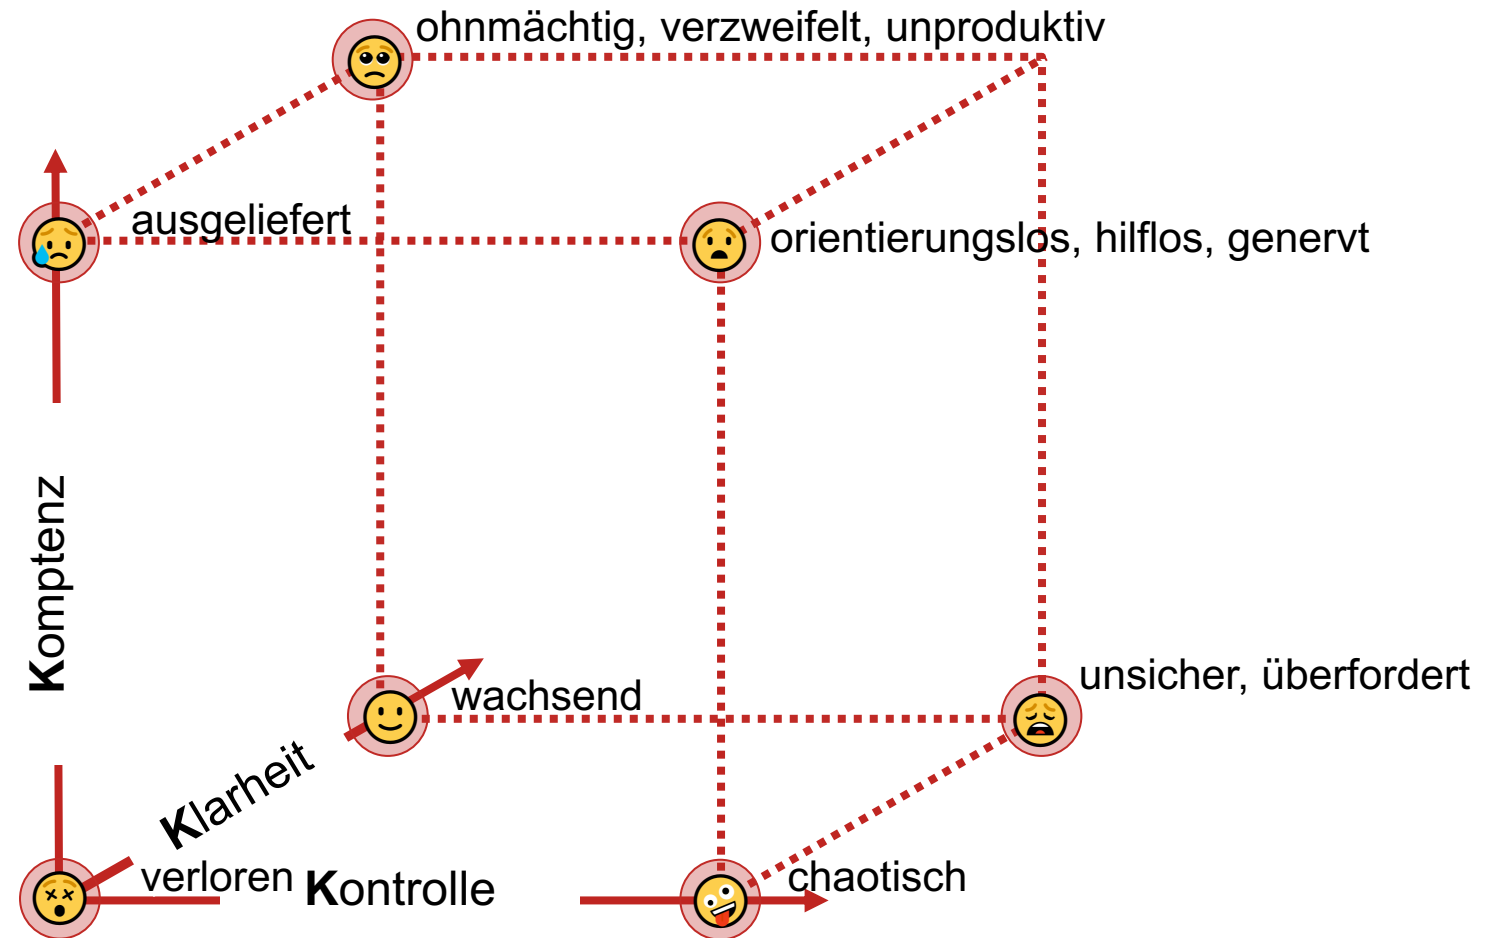 ohnmächtig, verzweifelt, unproduktiv
ausgeliefert
orientierungslos, hilflos, genervt
Komptenz
wachsend
unsicher, überfordert
Klarheit
verloren
Kontrolle
chaotisch